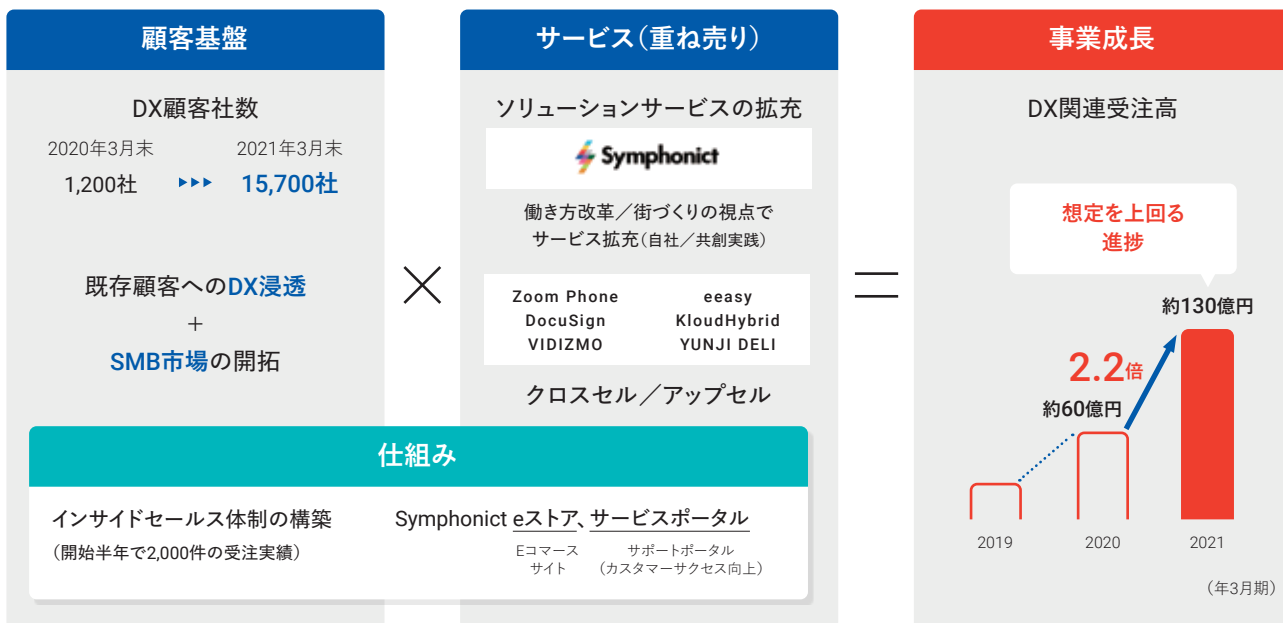 顧客基盤
DX顧客社数
2020年3月末
2021年3月末
1,200社
15,700社
既存顧客へのDX浸透
+
SMB市場の開拓
×
サービス（重ね売り）
ソリューションサービスの拡充
Symphonict
働き方改革／街づくりの視点で
サービス拡充（自社／共創実践）
Zoom Phone
eeasy
DocuSign
KloudHybrid
VIDIZMO
YUNJI DELI
クロスセル／アップセル
仕組み
インサイドセールス体制の構築
（開始半年で2,000件の受注実績）
Symphonict eストア、サービスポータル
Eコマース
サイト
サポートポータル
（カスタマーサクセス向上）
=
事業成長
DX関連受注高
想定を上回る
進捗
約130億円
2.2倍
約60億円
2019
2020
2021
（年3月期）